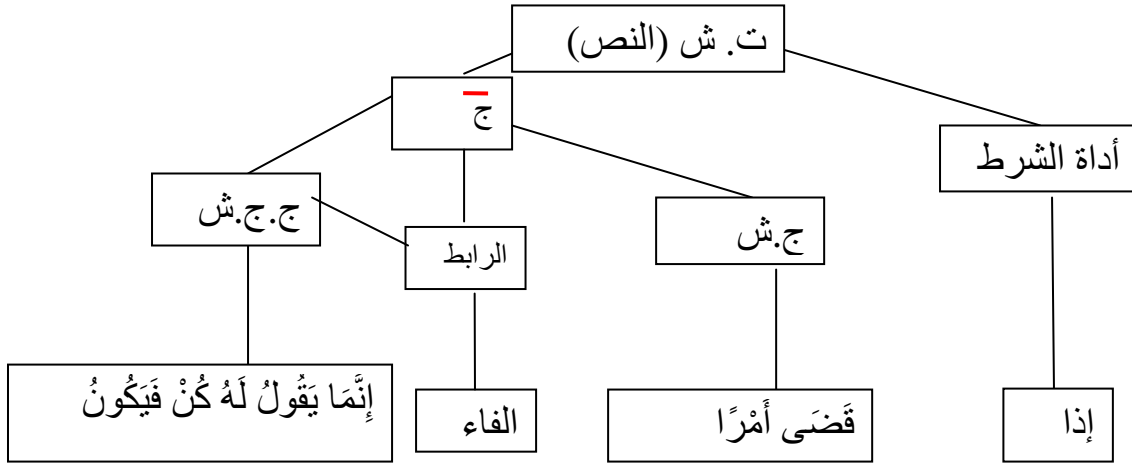 ت. ش (النص)
ج
أداة الشرط
ج.ش
الرابط
ج.ج.ش
إذا
قَضَى أَمْرًا
الفاء
إِنَّمَا يَقُولُ لَهُ كُنْ فَيَكُونُ